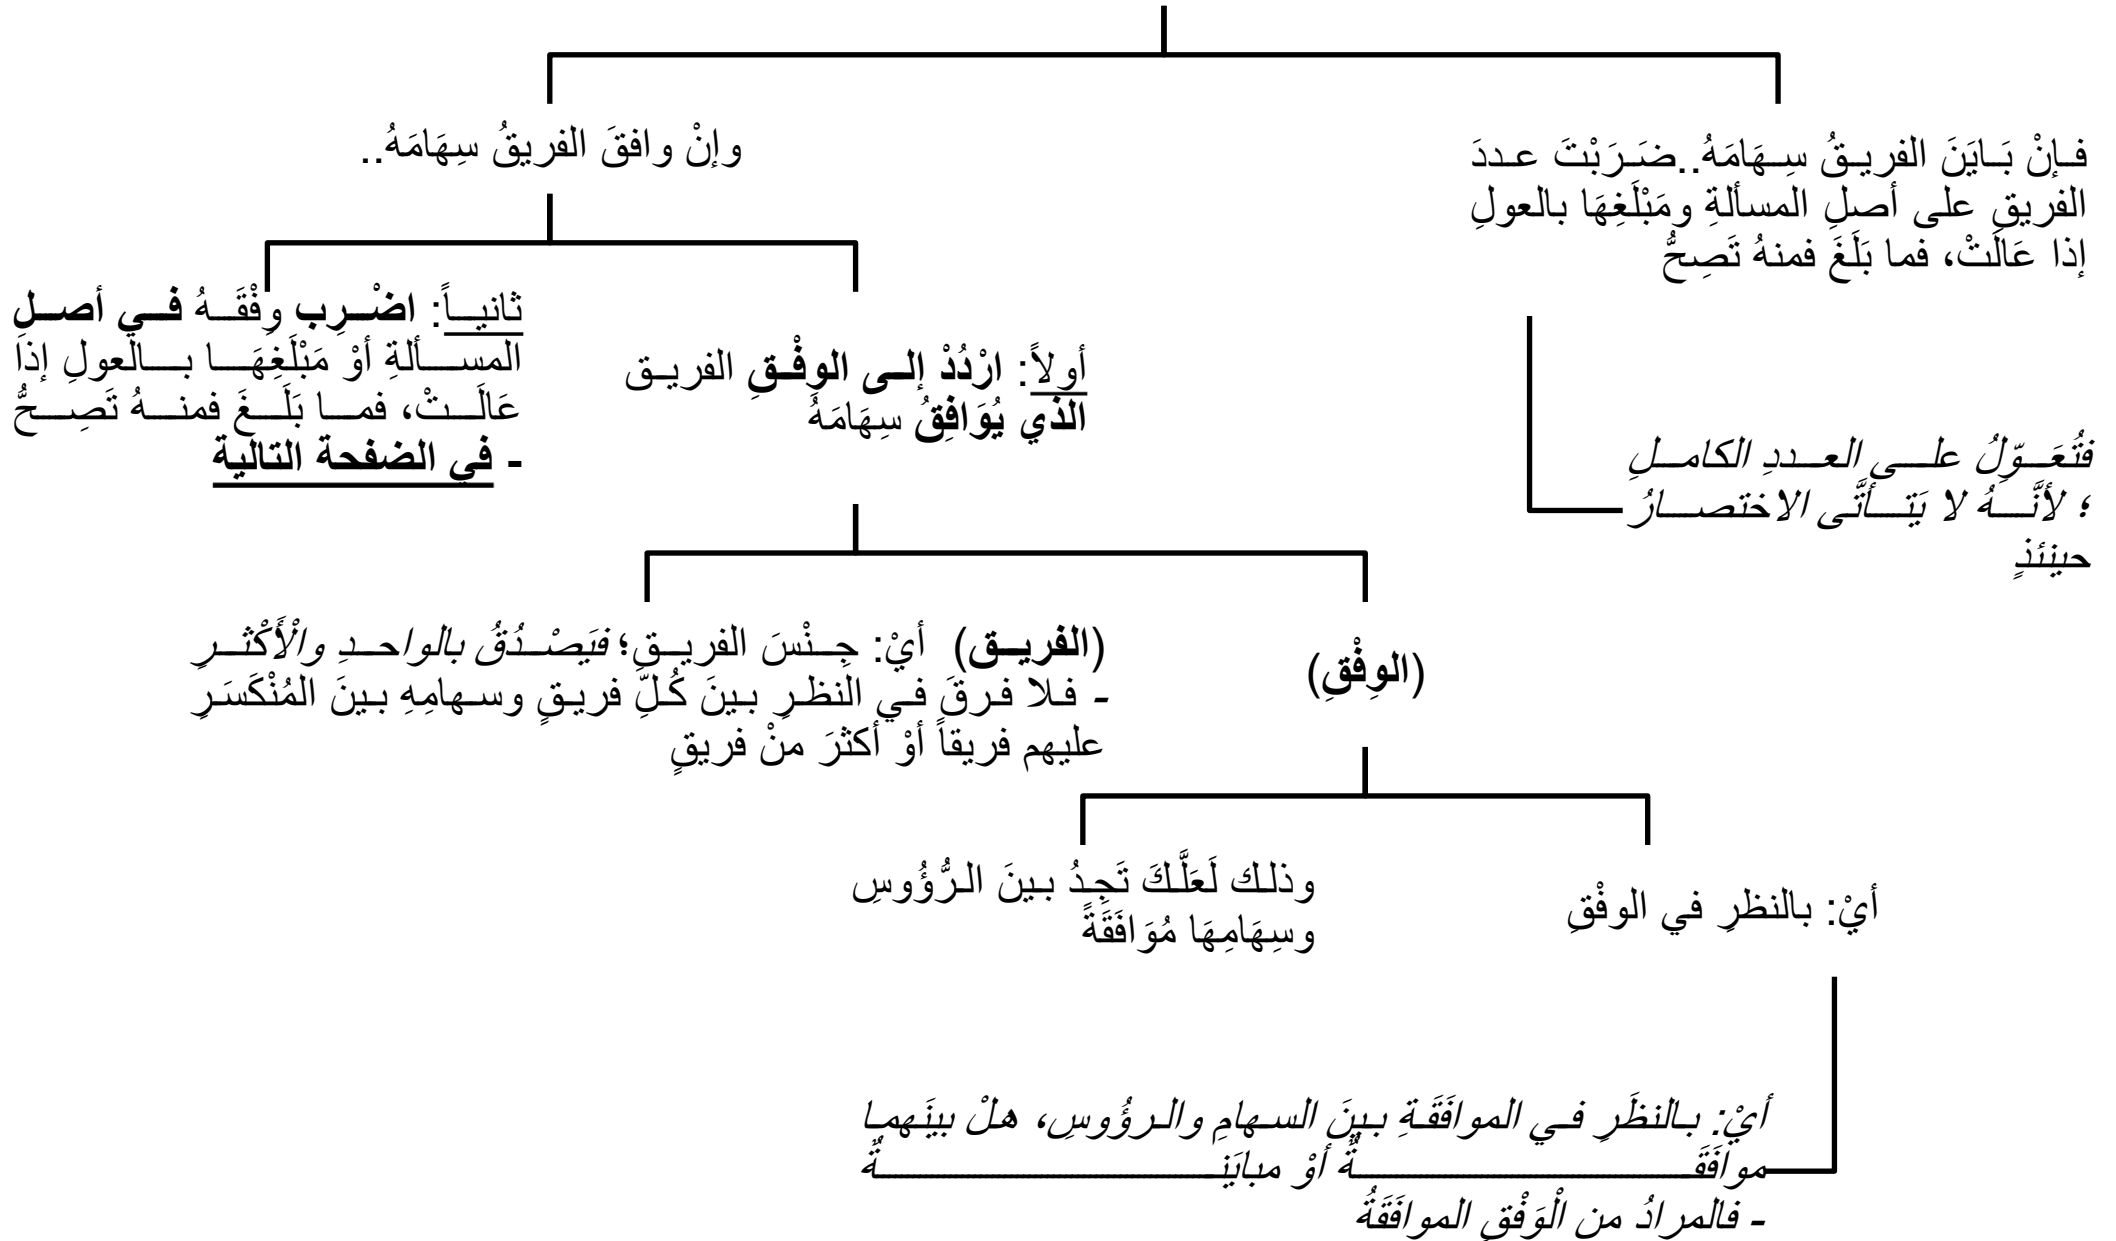 فإنْ بَايَنَ الفريقُ سِهَامَهُ..ضَرَبْتَ عددَ
الفريقِ على أصلِ المسألةِ ومَبْلَغِهَا بالعولِ
إذا عَالَتْ، فما بَلَغَ فمنهُ تَصِحُّ
فتُعَوّلُ على العددِ الكاملِ
؛ لأنَّهُ لا يَتأتَّى الاختصارُ
حينئذٍ
وإنْ وافقَ الفريقُ سِهَامَهُ..
أولاً: ارْدُدْ إلى الوِفْقِ الفريق
الذي يُوَافِقُ سِهَامَهُ
ثانياً: اضْرِب وِفْقَهُ في أصلِ
المسألةِ أوْ مَبْلَغِهَا بالعولِ إذا
عَالَتْ، فما بَلَغَ فمنهُ تَصِحُّ
- في الضفحة التالية
(الوِفْقِ)
(الفريق) أيْ: جِنْسَ الفريقِ؛ فيَصْدُقُ بالواحدِ والْأَكْثرِ
- فلا فرقَ في النظرِ بينَ كُلِّ فريقٍ وسهامِهِ بينَ المُنْكَسَرِ
عليهم فريقاً أوْ أكثرَ منْ فريقٍ
أيْ: بالنظرِ في الوفْقِ
وذلك لَعَلَّكَ تَجِدُ بينَ الرُّؤُوسِ
وسِهَامِهَا مُوَافَقَةً
أيْ: بالنظَرِ في الموافَقَةِ بينَ السهامِ والرؤُوسِ، هلْ بينَهما
موافَقَةٌ أوْ مبايَنةٌ
- فالمرادُ من الْوَفْقِ الموافَقَةُ